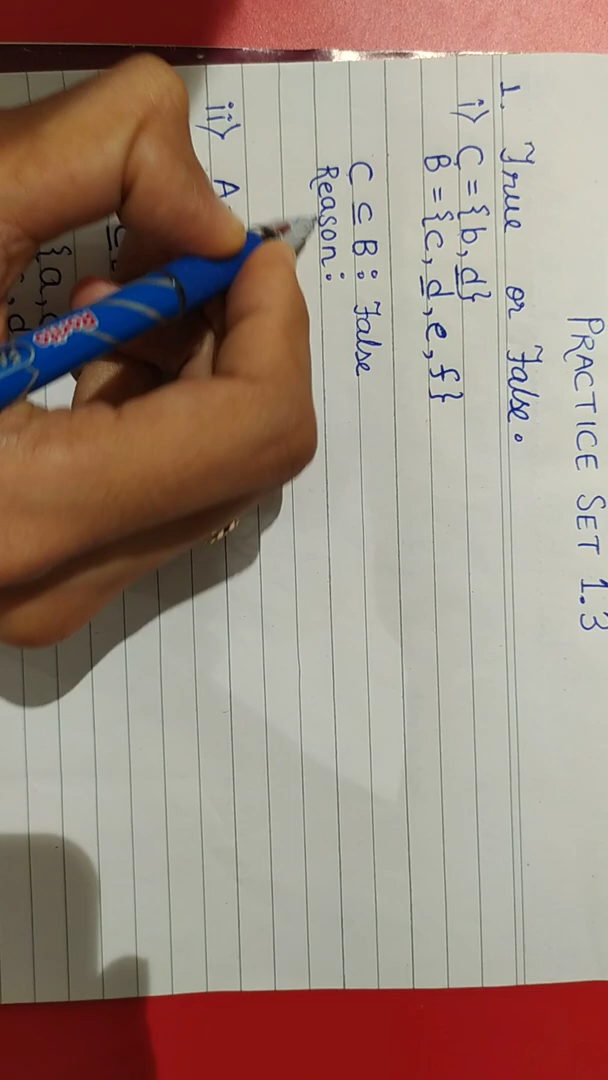 PRACTICE SET 1.3
1. True or False.
i) C = {b, d}
B = {c, d, e, f}
C ⊆ B : False
Reason :
ii) A
{a,